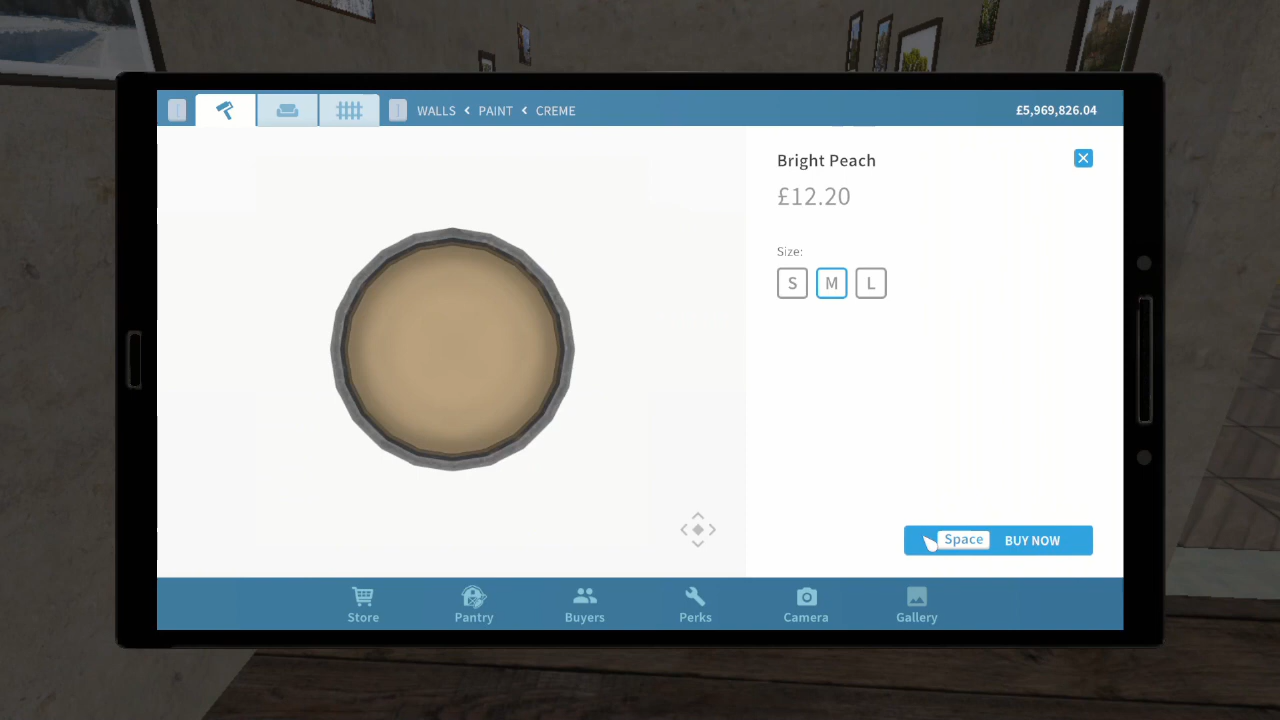 WALLS < PAINT < CREME
£5,969,826.04
Bright Peach
£12.20
Size:
S M L
Space BUY NOW
Store Pantry Buyers Perks Camera Gallery